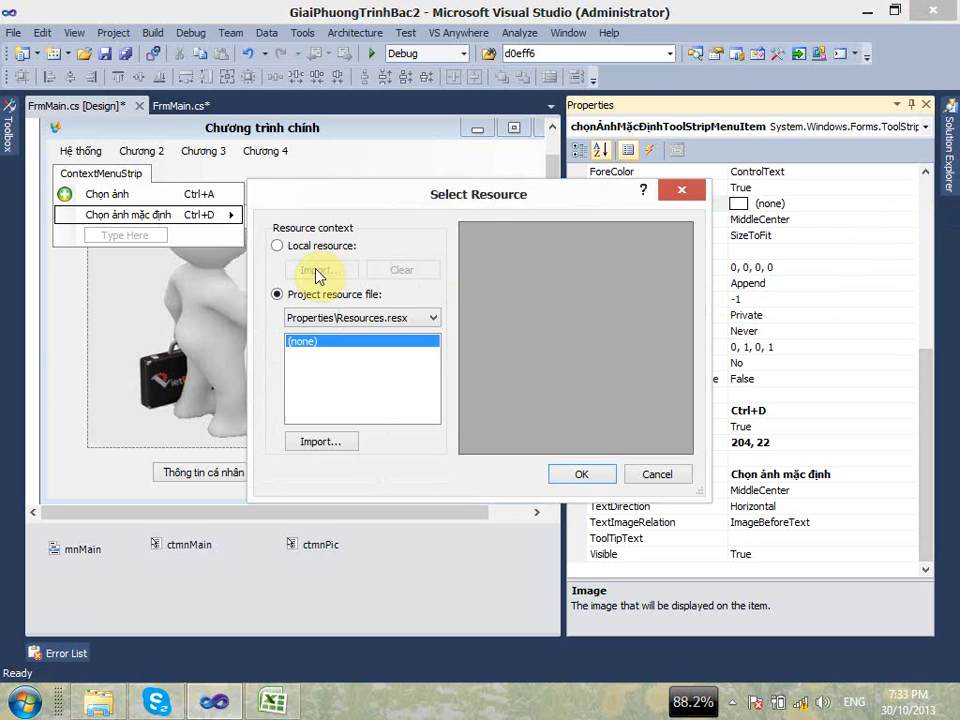 GiaiPhuongTrinhBac2 - Microsoft Visual Studio (Administrator)
File Edit View Project Build Debug Team Data Tools Architecture Test VS Anywhere Analyze Window Help
Debug d0eff6
FrmMain.cs [Design]* FrmMain.cs*
Toolbox
Chương trình chính
Hệ thống Chương 2 Chương 3 Chương 4
ContextMenuStrip
Chọn ảnh Ctrl+A
Chọn ảnh mặc định Ctrl+D
Type Here
Thông tin cá nhân
mnMain ctmnMain ctmnPic
Select Resource
Resource context
Local resource:
Import... Clear
Project resource file:
Properties\Resources.resx
(none)
Import...
OK Cancel
Properties
chọnẢnhMặcĐịnhToolStripMenuItem System.Windows.Forms.ToolStrip
ForeColor ControlText
True
(none)
MiddleCenter
SizeToFit
0, 0, 0, 0
Append
-1
Private
Never
0, 1, 0, 1
No
False
Ctrl+D
True
204, 22
Chọn ảnh mặc định
MiddleCenter
TextDirection Horizontal
TextImageRelation ImageBeforeText
ToolTipText
Visible True
Image
The image that will be displayed on the item.
Solution Explorer
Error List
Ready
88.2% ENG 7:33 PM
30/10/2013